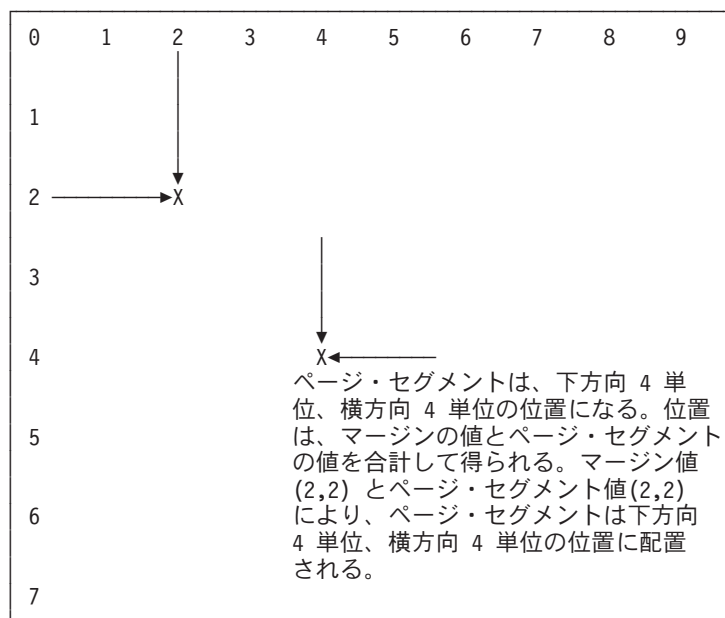 0 1 2 3 4 5 6 7 8 9
1
2 X
3
4 X
ページ・セグメントは、下方向 4 単
位、横方向 4 単位の位置になる。位置
5 は、マージンの値とページ・セグメント
の値を合計して得られる。マージン値
(2,2) とページ・セグメント値(2,2)
6 により、ページ・セグメントは下方向
4 単位、横方向 4 単位の位置に配置
される。
7